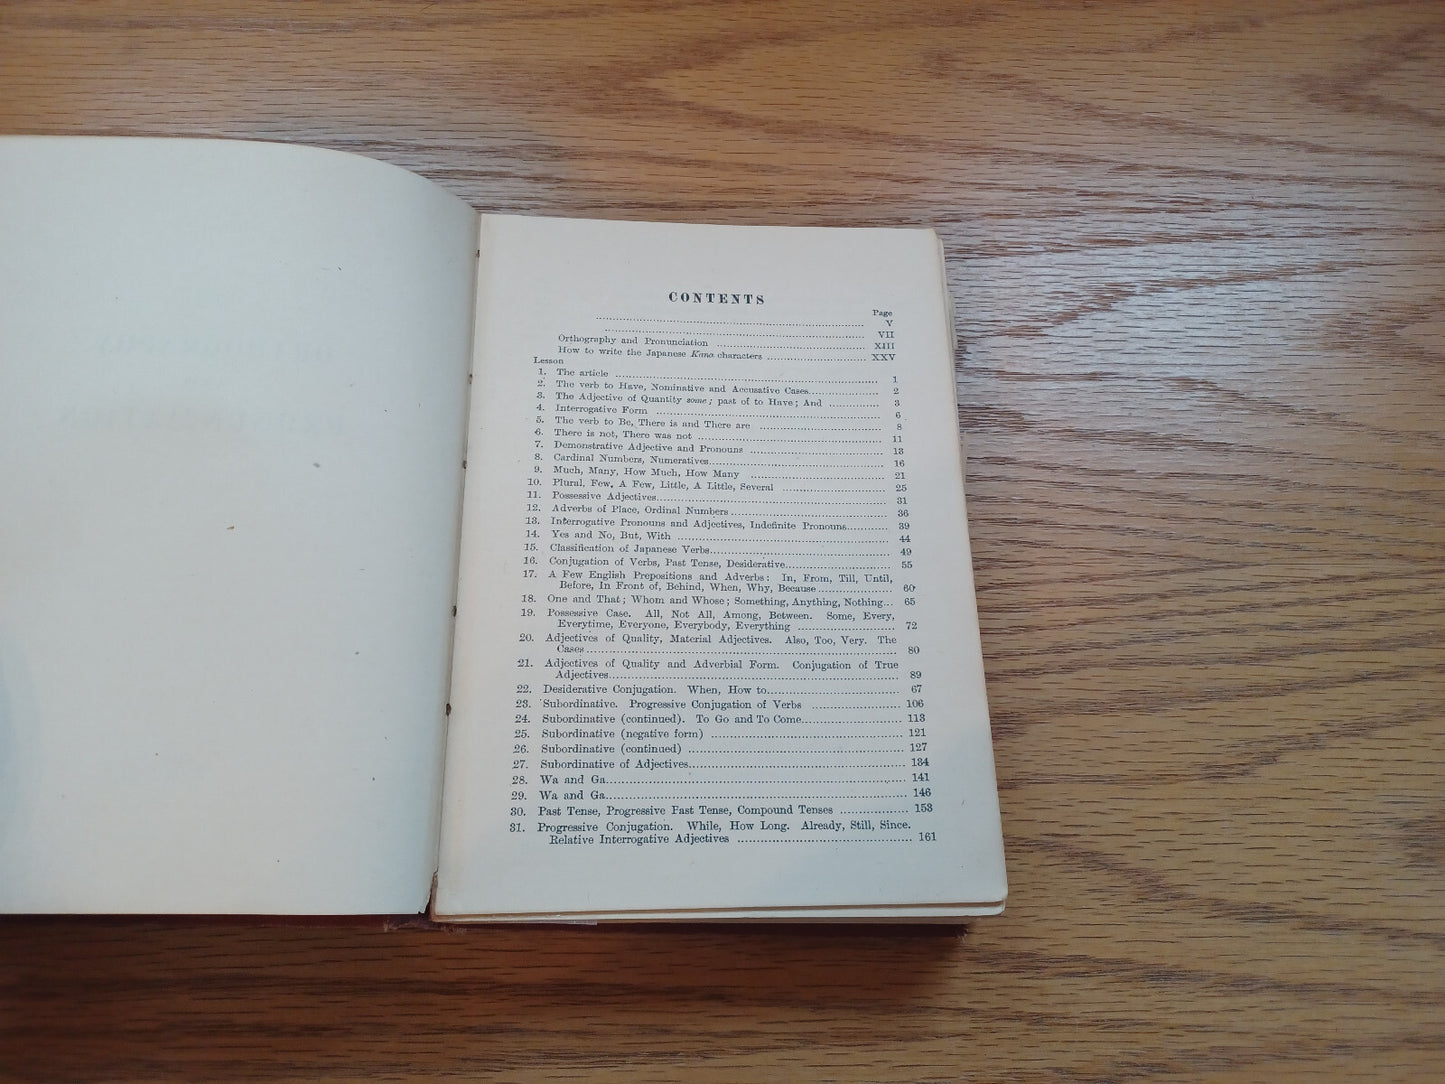 CONTENTS
Page
........ V
........ VII
Orthography and Pronunciation ........ XIII
How to write the Japanese Kana characters ........ XXV
Lesson
1. The article ........ 1
2. The verb to Have, Nominative and Accusative Cases........ 2
3. The Adjective of Quantity some; past of to Have; And ........ 3
4. Interrogative Form ........ 6
5. The verb to Be, There is and There are ........ 8
6. There is not, There was not ........ 11
7. Demonstrative Adjective and Pronouns ........ 13
8. Cardinal Numbers, Numeratives........ 16
9. Much, Many, How Much, How Many ........ 21
10. Plural, Few, A Few, Little, A Little, Several ........ 25
11. Possessive Adjectives........ 31
12. Adverbs of Place, Ordinal Numbers ........ 36
13. Interrogative Pronouns and Adjectives, Indefinite Pronouns........ 39
14. Yes and No, But, With ........ 44
15. Classification of Japanese Verbs........ 49
16. Conjugation of Verbs, Past Tense, Desiderative........ 55
17. A Few English Prepositions and Adverbs: In, From, Till, Until,
Before, In Front of, Behind, When, Why, Because ........ 60
18. One and That; Whom and Whose; Something, Anything, Nothing... 65
19. Possessive Case. All, Not All, Among, Between. Some, Every,
Everytime, Everyone, Everybody, Everything ........ 72
20. Adjectives of Quality, Material Adjectives. Also, Too, Very. The
Cases ........ 80
21. Adjectives of Quality and Adverbial Form. Conjugation of True
Adjectives........ 89
22. Desiderative Conjugation. When, How to........ 67
23. Subordinative. Progressive Conjugation of Verbs ........ 106
24. Subordinative (continued). To Go and To Come........ 113
25. Subordinative (negative form) ........ 121
26. Subordinative (continued) ........ 127
27. Subordinative of Adjectives........ 134
28. Wa and Ga........ 141
29. Wa and Ga........ 146
30. Past Tense, Progressive Past Tense, Compound Tenses ........ 153
31. Progressive Conjugation. While, How Long. Already, Still, Since.
Relative Interrogative Adjectives ........ 161